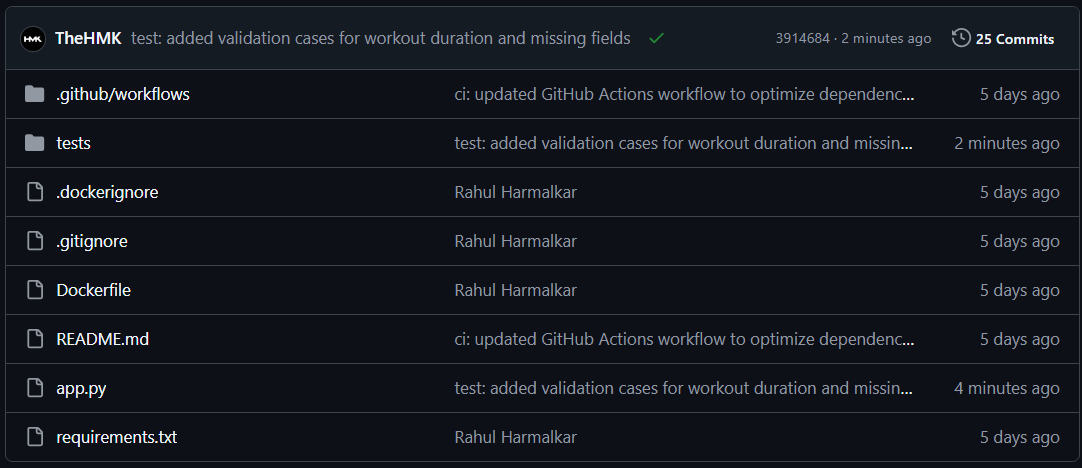 HMK TheHMK test: added validation cases for workout duration and missing fields 3914684 · 2 minutes ago 25 Commits
.github/workflows ci: updated GitHub Actions workflow to optimize dependenc... 5 days ago
tests test: added validation cases for workout duration and missin... 2 minutes ago
.dockerignore Rahul Harmalkar 5 days ago
.gitignore Rahul Harmalkar 5 days ago
Dockerfile Rahul Harmalkar 5 days ago
README.md ci: updated GitHub Actions workflow to optimize dependenc... 5 days ago
app.py test: added validation cases for workout duration and missin... 4 minutes ago
requirements.txt Rahul Harmalkar 5 days ago